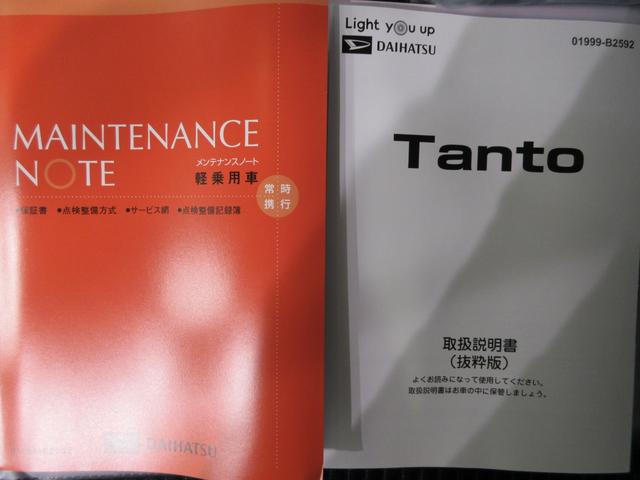 MAINTENANCE
NOTE
メンテナンスノート
軽乗用車
常時
携行
●保証書 ●点検整備方式 ●サービス網 ●点検整備記録簿
DAIHATSU
Light you up
DAIHATSU
01999-B2592
Tanto
取扱説明書
(抜粋版)
よくお読みになって使用してください。
取扱説明書はお車の中に保管しましょう。